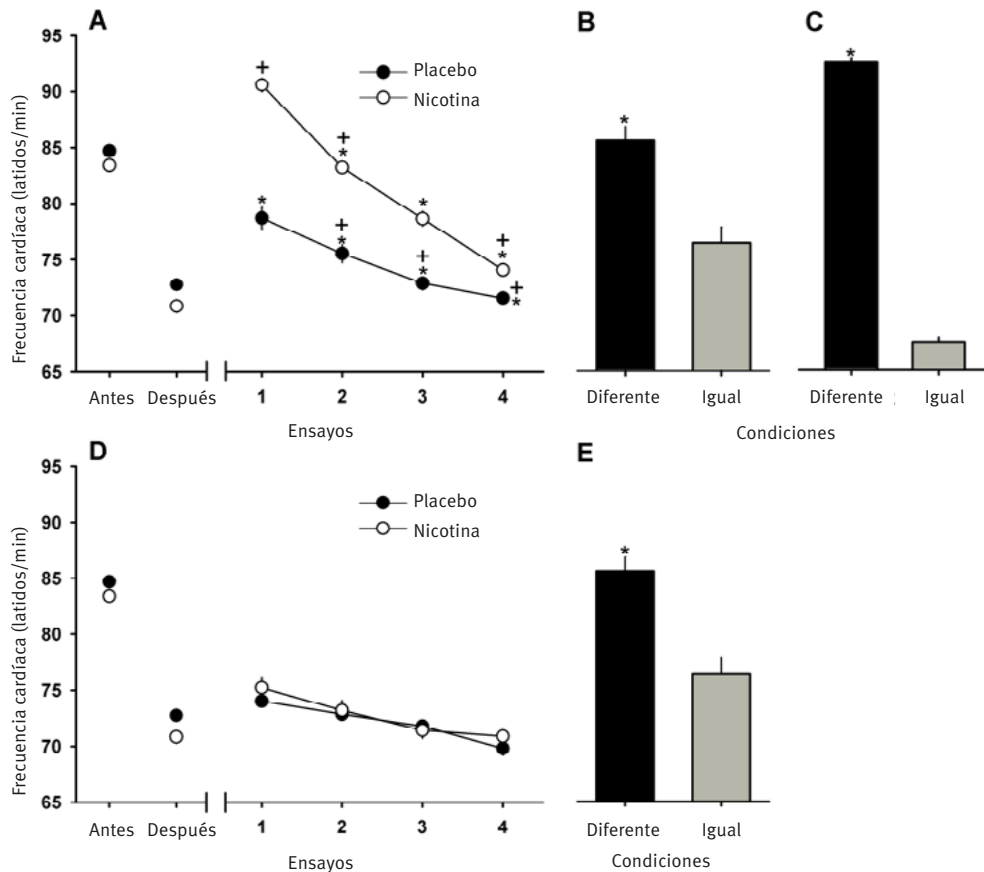 A
Frecuencia cardíaca (latidos/min)
95
90
85
80
75
70
65
Placebo
Nicotina
+
+
*
*
+
*
*
+
*
+
*
+
*
Antes
Después
1
2
3
4
Ensayos
B
*
Diferente
Igual
C
*
Diferente
Igual
Condiciones
D
Frecuencia cardíaca (latidos/min)
95
90
85
80
75
70
65
Placebo
Nicotina
Antes
Después
1
2
3
4
Ensayos
E
*
Diferente
Igual
Condiciones